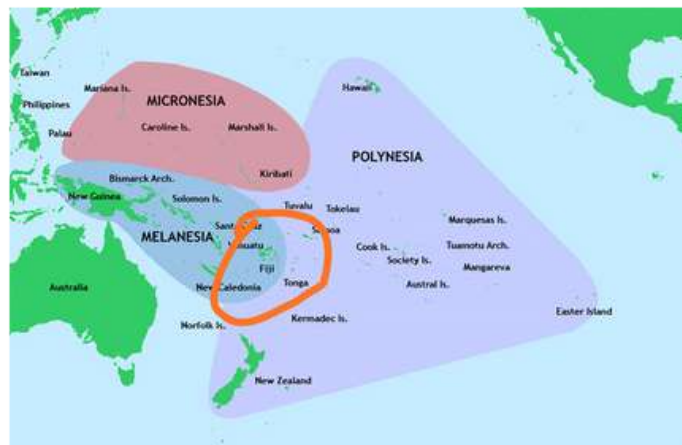 Taiwan
Hawaii
Mariana Is.
Philippines
MICRONESIA
Palau
Caroline Is.
Marshall Is.
POLYNESIA
Kiribati
Bismarck Arch.
New Guinea
Solomon Is.
Tuvalu
Tokelau
Marquesas Is.
MELANESIA
Cook Is.
Tuamotu Arch.
Society Is.
Fiji
Mangareva
Tonga
Austral Is.
Australia
New Caledonia
Easter Island
Norfolk Is.
Kermadec Is.
New Zealand